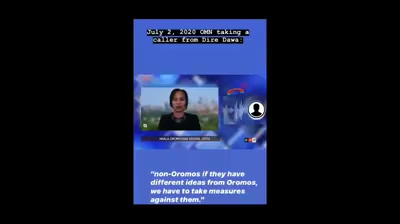 July 2, 2020 OMN taking a
caller from Dire Dawa:
"non-Oromos if they have
different ideas from Oromos,
we have to take measures
against them."